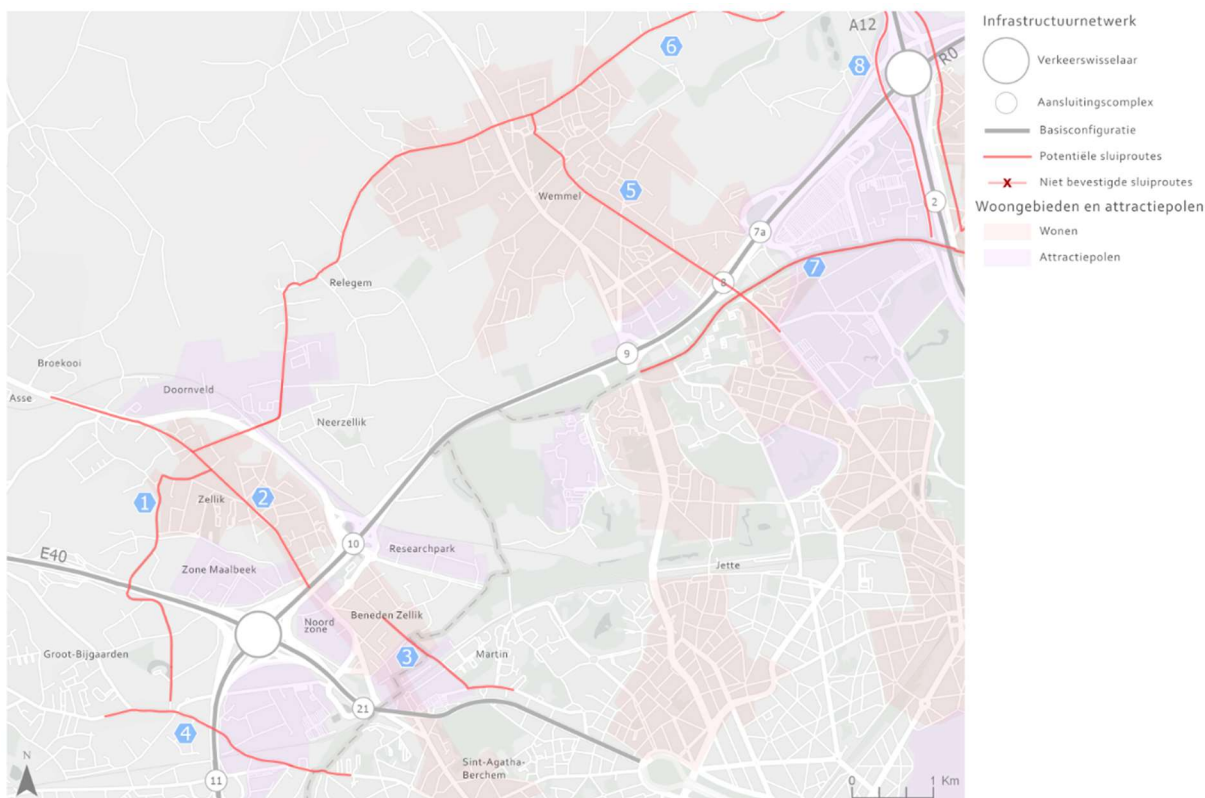 A12
R0
6
8
5
Wemmel
2
7a
7
8
Relegem
9
Broekooi
Doornveld
Asse
Neerzellik
1
2
Zellik
E40
10
Researchpark
Zone Maalbeek
Jette
Noord
zone
Beneden Zellik
Groot-Bijgaarden
3
Martin
21
4
Sint-Agatha-
Berchem
11
N
0
1 Km
Infrastructuurnetwerk
Verkeerswisselaar
Aansluitingscomplex
Basisconfiguratie
Potentiële sluiproutes
X
Niet bevestigde sluiproutes
Woongebieden en attractiepolen
Wonen
Attractiepolen